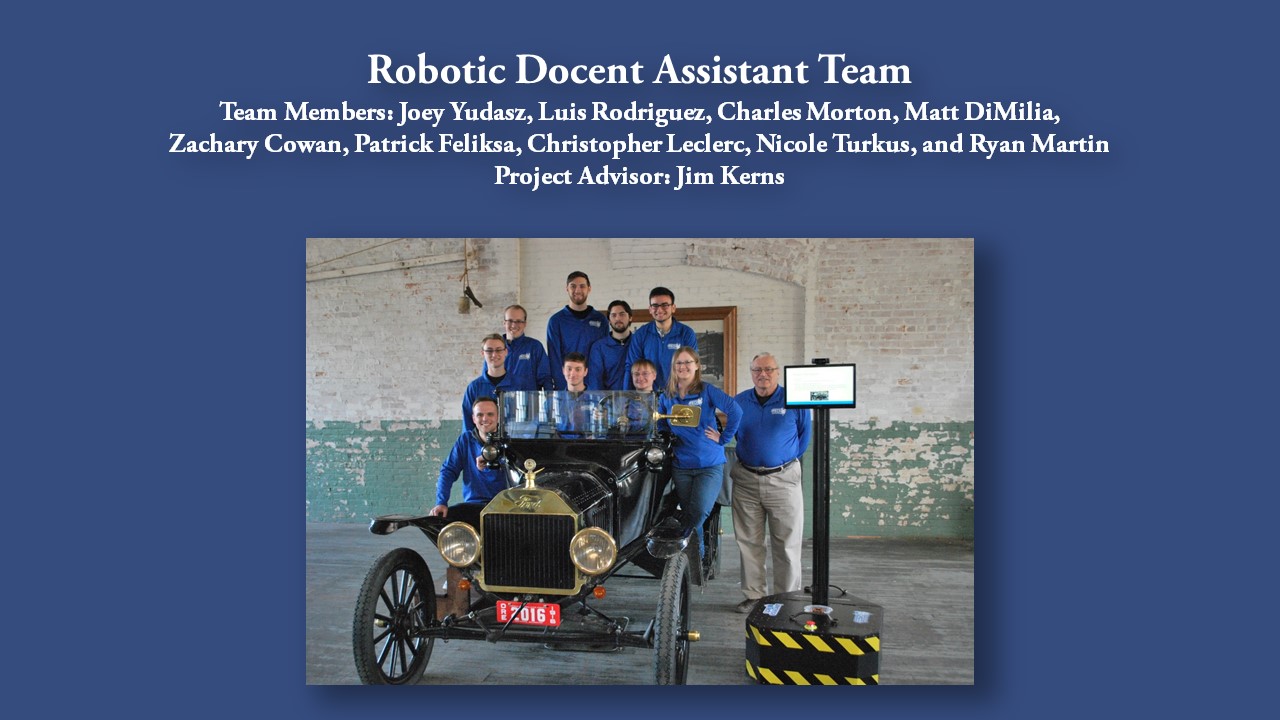 Robotic Docent Assistant Team
Team Members: Joey Yudasz, Luis Rodriguez, Charles Morton, Matt DiMilia,
Zachary Cowan, Patrick Feliksa, Christopher Leclerc, Nicole Turkus, and Ryan Martin
Project Advisor: Jim Kerns
Ford
2016